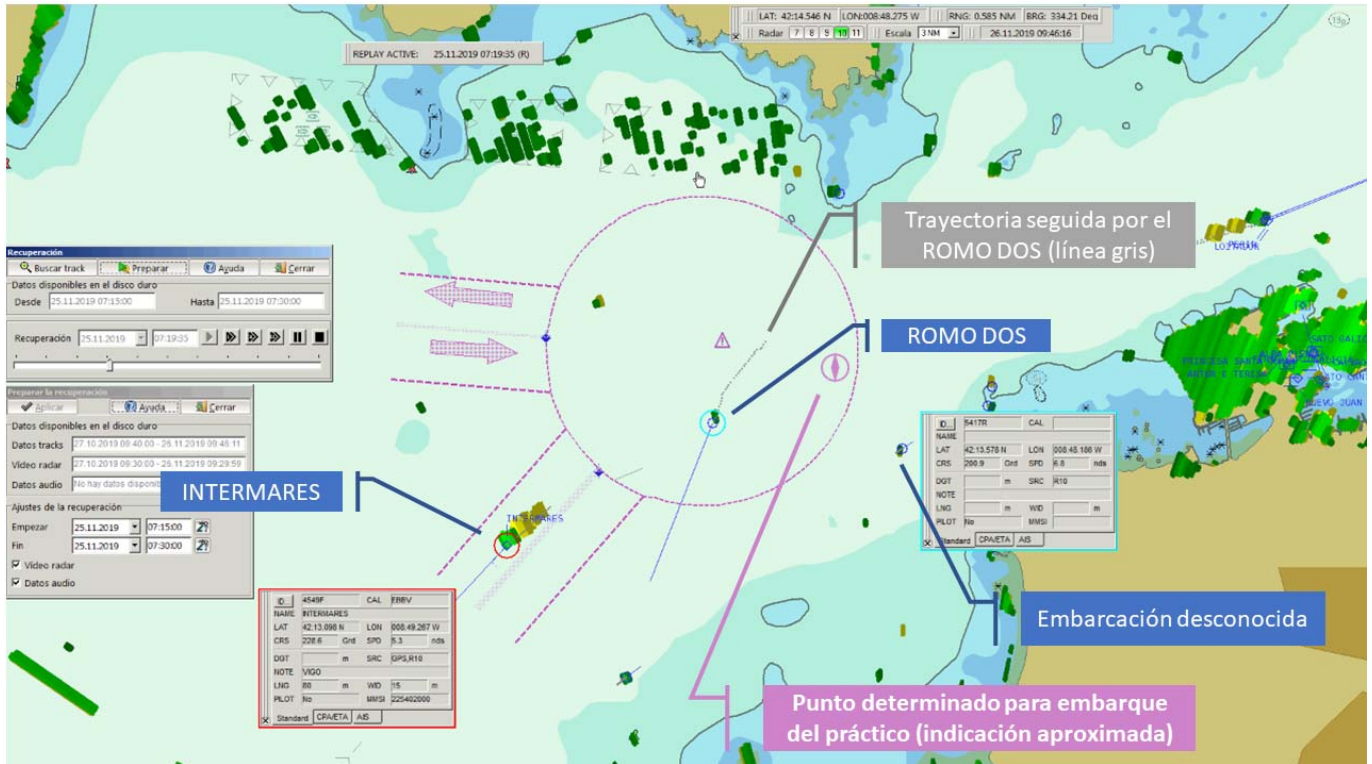 LAT: 42:14.546 N LON:008:48.275 W RNG: 0.585 NM BRG: 334.21 Deg
Radar 7 8 9 10 11 Escala 3 NM 26.11.2019 09:46:16
REPLAY ACTIVE: 25.11.2019 07:19:35 (R)
Trayectoria seguida por el
ROMO DOS (línea gris)
ROMO DOS
Recuperación
Buscar track Preparar Ayuda Cerrar
Datos disponibles en el disco duro
Desde 25.11.2019 07:15:00 Hasta 25.11.2019 07:30:00
Recuperación 25.11.2019 07:19:35
Preparar la recuperación
Aplicar Ayuda Cerrar
Datos disponibles en el disco duro
Datos tracks 27.10.2019 09:40:00 - 26.11.2019 09:45:11
Vídeo radar 27.10.2019 09:30:00 - 26.11.2019 09:29:59
Datos audio No hay datos
Ajustes de la recuperación
Empezar 25.11.2019 07:15:00
Fin 25.11.2019 07:30:00
Vídeo radar
Datos audio
INTERMARES
INTERMARES
ID... 4549F CAL EBBV
NAME INTERMARES
LAT 42:13.098 N LON 008:49.267 W
CRS 228.6 Grd SPD 5.3 nds
DGT m SRC GPS,R10
NOTE VIGO
LNG 80 m WID 15 m
PILOT No MMSI 225402000
Standard CPA/ETA AIS
ID... 5417R CAL
NAME
LAT 42:13.578 N LON 008:48.186 W
CRS 200.9 Grd SPD 6.8 nds
DGT m SRC R10
NOTE
LNG m WID m
PILOT No MMSI
Standard CPA/ETA AIS
Embarcación desconocida
Punto determinado para embarque
del práctico (indicación aproximada)